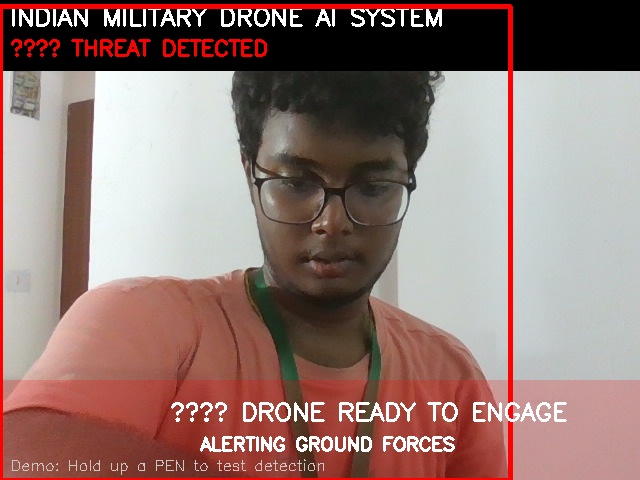 INDIAN MILITARY DRONE AI SYSTEM
???? THREAT DETECTED
???? DRONE READY TO ENGAGE
ALERTING GROUND FORCES
Demo: Hold up a PEN to test detection